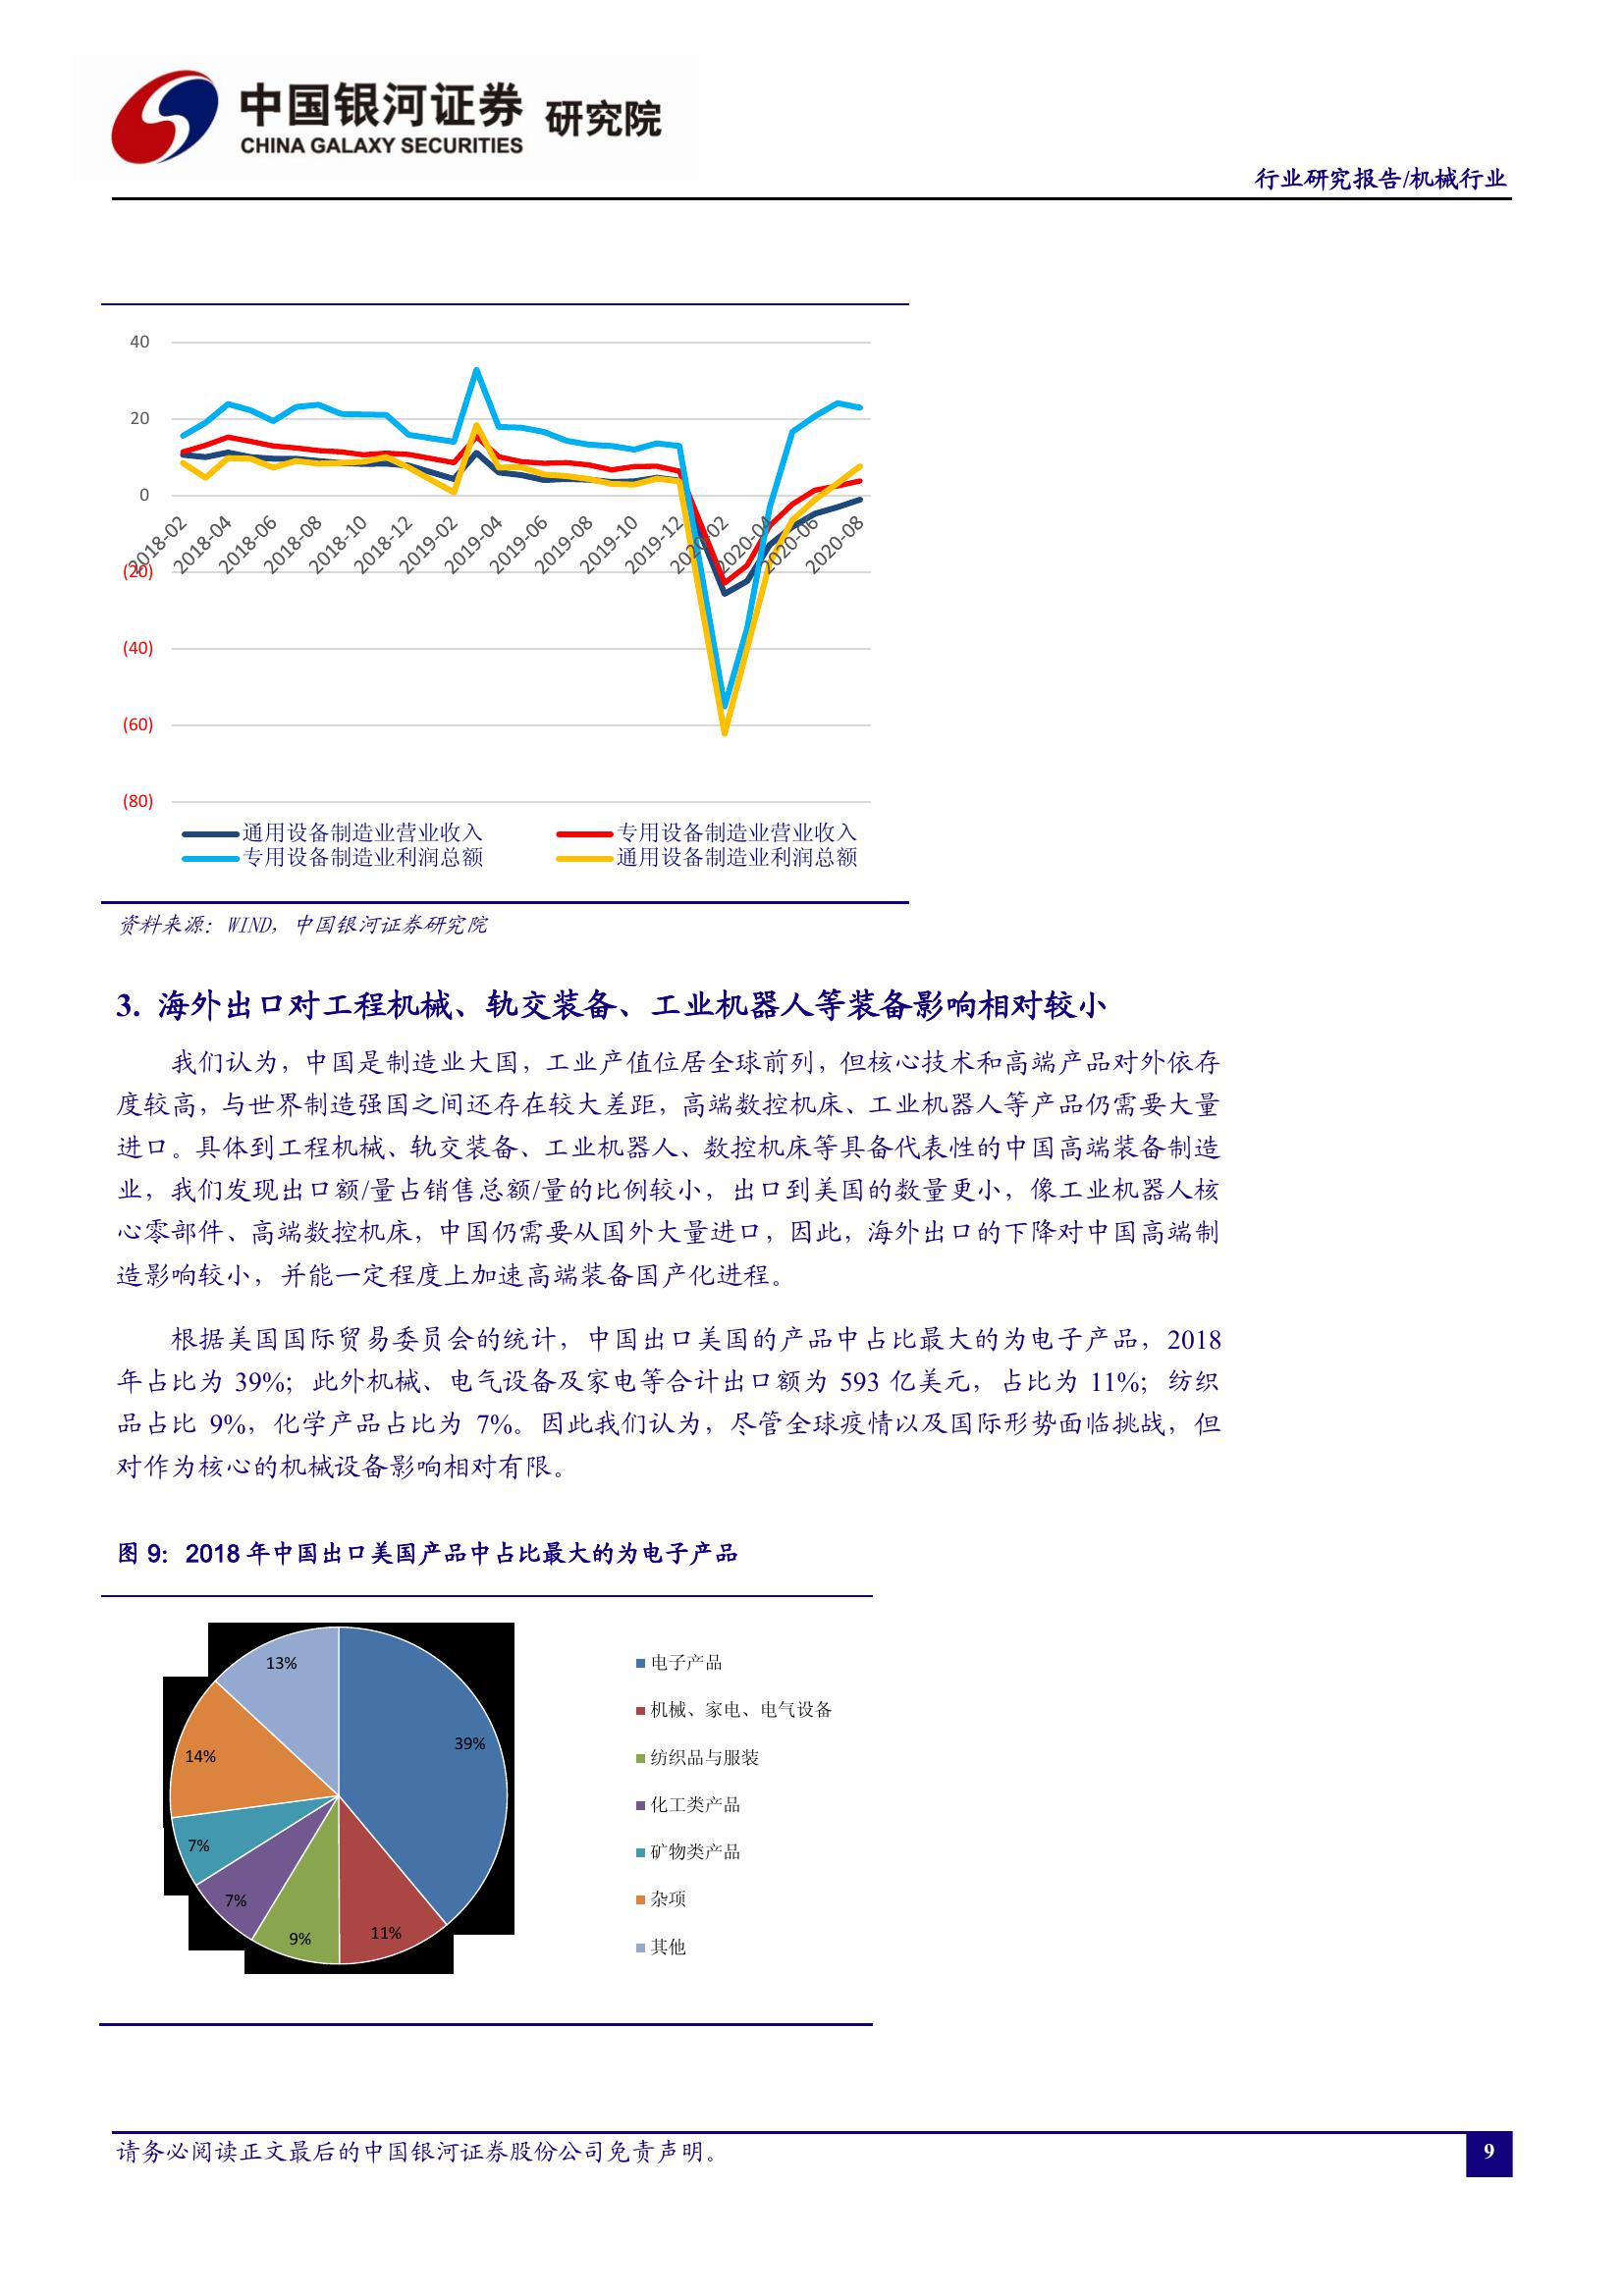 中国银河证券 研究院
CHINA GALAXY SECURITIES
行业研究报告/机械行业
40
20
0
(20)
(40)
(60)
(80)
2018-02
2018-04
2018-06
2018-08
2018-10
2018-12
2019-02
2019-04
2019-06
2019-08
2019-10
2019-12
2020-02
2020-04
2020-06
2020-08
通用设备制造业营业收入
专用设备制造业营业收入
专用设备制造业利润总额
通用设备制造业利润总额
资料来源：WIND，中国银河证券研究院
3. 海外出口对工程机械、轨交装备、工业机器人等装备影响相对较小
我们认为，中国是制造业大国，工业产值位居全球前列，但核心技术和高端产品对外依存
度较高，与世界制造强国之间还存在较大差距，高端数控机床、工业机器人等产品仍需要大量
进口。具体到工程机械、轨交装备、工业机器人、数控机床等具备代表性的中国高端装备制造
业，我们发现出口额/量占销售总额/量的比例较小，出口到美国的数量更小，像工业机器人核
心零部件、高端数控机床，中国仍需要从国外大量进口，因此，海外出口的下降对中国高端制
造影响较小，并能一定程度上加速高端装备国产化进程。
根据美国国际贸易委员会的统计，中国出口美国的产品中占比最大的为电子产品，2018
年占比为 39%；此外机械、电气设备及家电等合计出口额为 593 亿美元，占比为 11%；纺织
品占比 9%，化学产品占比为 7%。因此我们认为，尽管全球疫情以及国际形势面临挑战，但
对作为核心的机械设备影响相对有限。
图 9：2018 年中国出口美国产品中占比最大的为电子产品
39%
11%
9%
7%
7%
14%
13%
电子产品
机械、家电、电气设备
纺织品与服装
化工类产品
矿物类产品
杂项
其他
请务必阅读正文最后的中国银河证券股份公司免责声明。
9